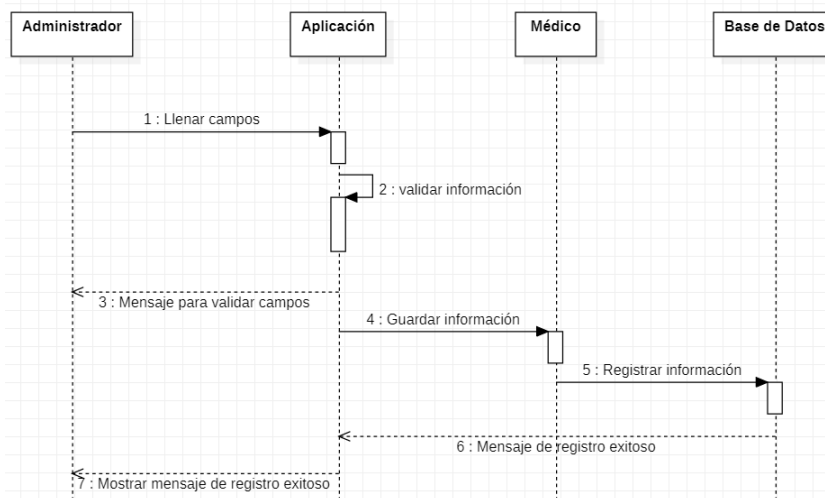 Administrador
Aplicación
Médico
Base de Datos
1 : Llenar campos
2 : validar información
3 : Mensaje para validar campos
4 : Guardar información
5 : Registrar información
6 : Mensaje de registro exitoso
7 : Mostrar mensaje de registro exitoso